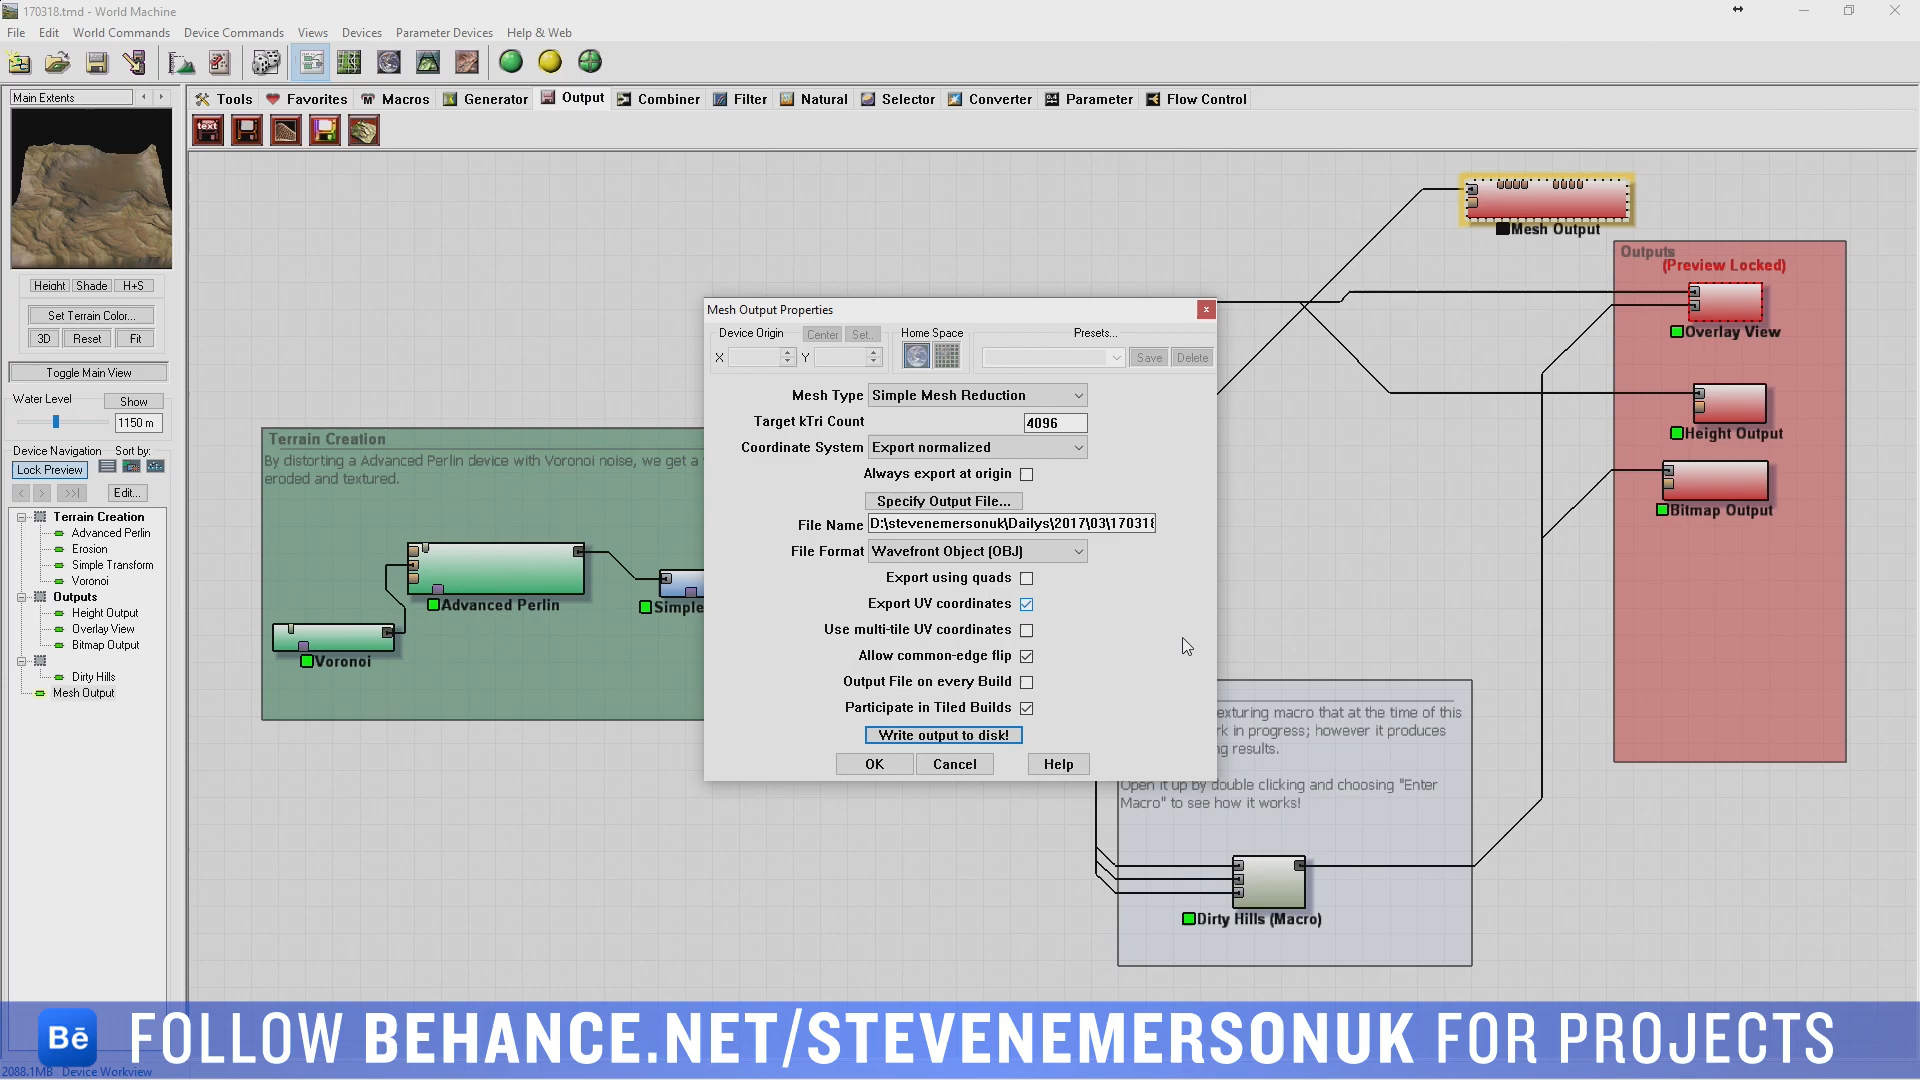 170318.tmd - World Machine
File Edit World Commands Device Commands Views Devices Parameter Devices Help & Web
Main Extents
Tools Favorites Macros Generator Output Combiner Filter Natural Selector Converter Parameter Flow Control
text
Height Shade H+S
Set Terrain Color...
3D Reset Fit
Toggle Main View
Water Level Show
1150 m
Device Navigation Sort by:
Lock Preview
Edit...
Terrain Creation
Advanced Perlin
Erosion
Simple Transform
Voronoi
Outputs
Height Output
Overlay View
Bitmap Output
Dirty Hills
Mesh Output
Terrain Creation
By distorting a Advanced Perlin device with Voronoi noise, we get a
eroded and textured.
Advanced Perlin
Simple
Voronoi
Mesh Output Properties
Device Origin Center Set.. Home Space Presets...
X Y Save Delete
Mesh Type Simple Mesh Reduction
Target kTri Count 4096
Coordinate System Export normalized
Always export at origin
Specify Output File...
File Name D:\stevenemersonuk\Dailys\2017\03\170318
File Format Wavefront Object (OBJ)
Export using quads
Export UV coordinates
Use multi-tile UV coordinates
Allow common-edge flip
Output File on every Build
Participate in Tiled Builds
Write output to disk!
OK Cancel Help
Mesh Output
Outputs
(Preview Locked)
Overlay View
Height Output
Bitmap Output
exturing macro that at the time of this
rk in progress; however it produces
g results.
Open it up by double clicking and choosing "Enter
Macro" to see how it works!
Dirty Hills (Macro)
Bē FOLLOW BEHANCE.NET/STEVENEMERSONUK FOR PROJECTS
2088.1MB Device Workview